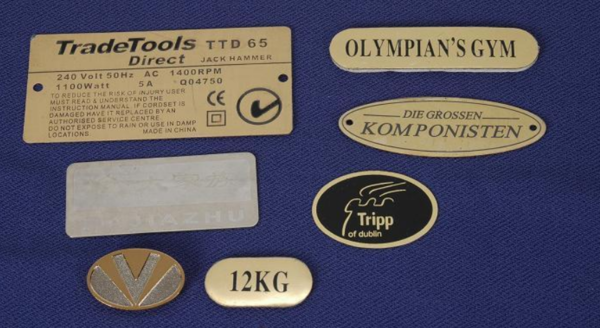 TradeTools TTD 65
Direct JACK HAMMER
240 Volt 50Hz AC 1400RPM
1100Watt 5A Q04750
TO REDUCE THE RISK OF INJURY USER
MUST READ & UNDERSTAND THE
INSTRUCTION MANUAL. IF CORDSET IS
DAMAGED HAVE IT REPLACED BY AN
AUTHORISED SERVICE CENTRE.
DO NOT EXPOSE TO RAIN OR USE IN DAMP
LOCATIONS. MADE IN CHINA
CE
OLYMPIAN'S GYM
DIE GROSSEN
KOMPONISTEN
Tripp
of dublin
V
12KG